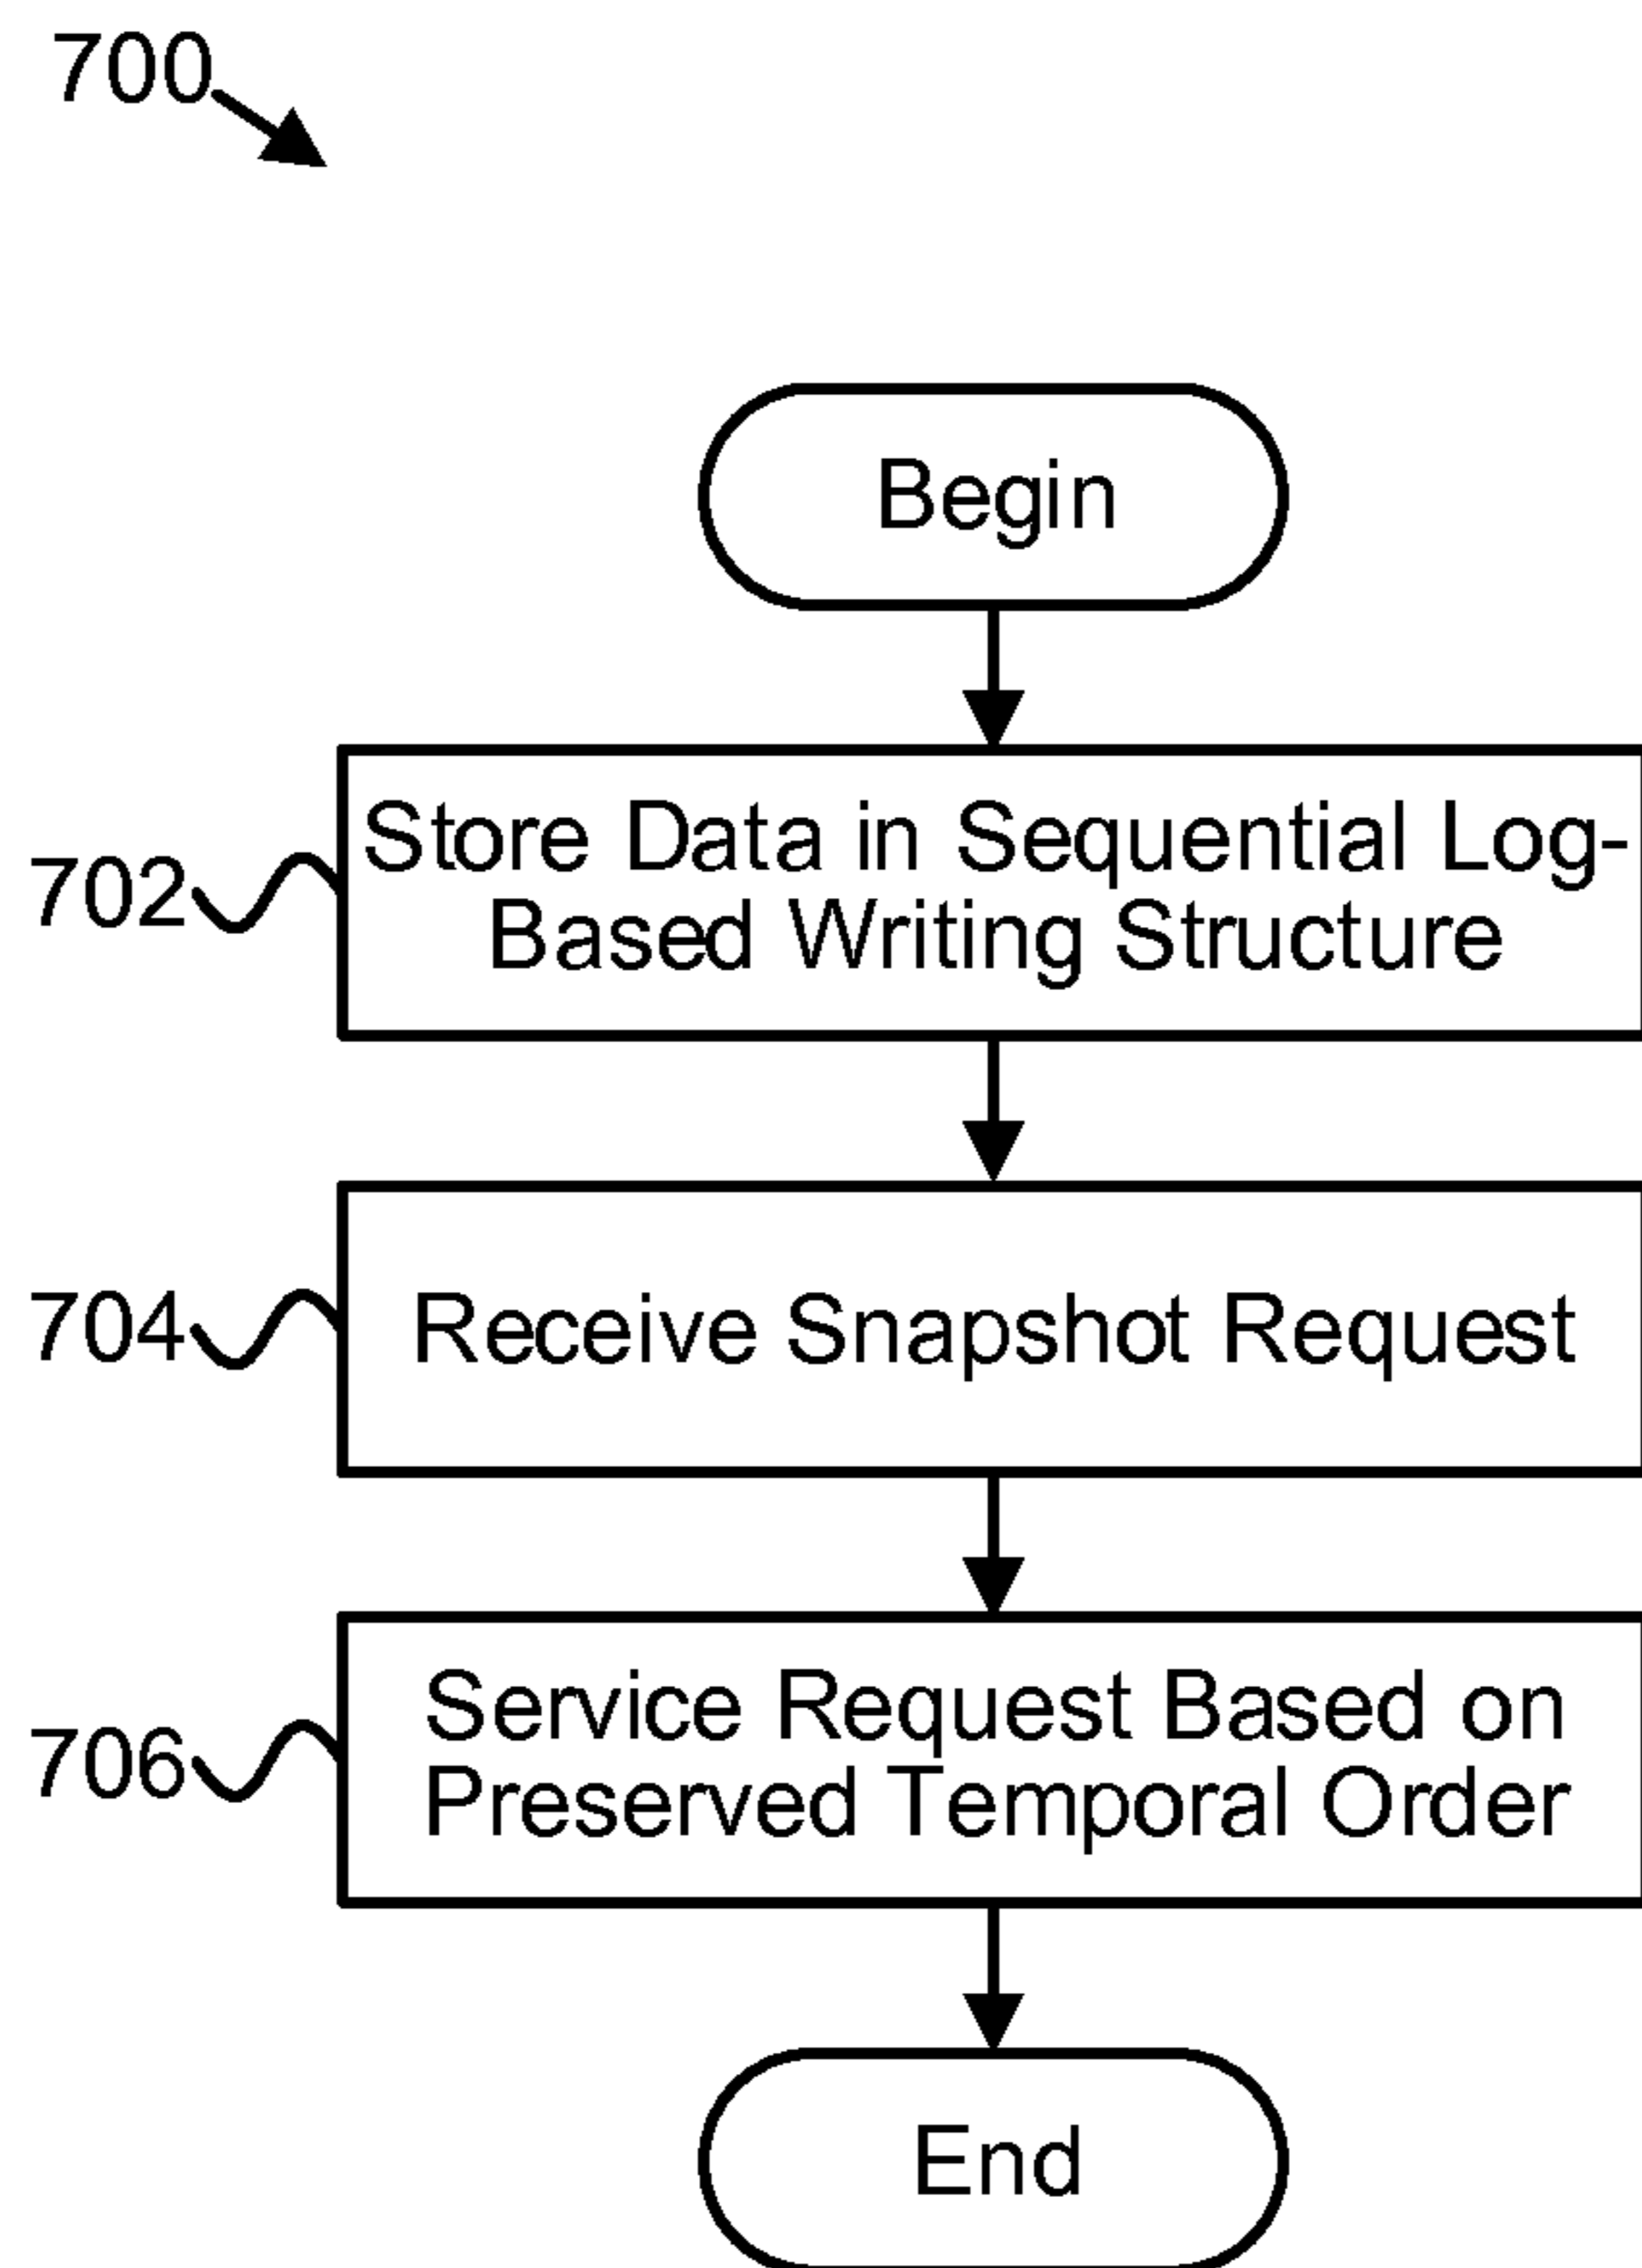 700
Begin
702
Store Data in Sequential Log-
Based Writing Structure
704
Receive Snapshot Request
706
Service Request Based on
Preserved Temporal Order
End